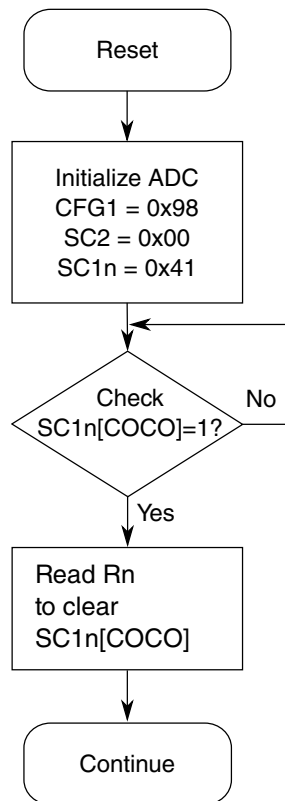 Reset
Initialize ADC
CFG1 = 0x98
SC2 = 0x00
SC1n = 0x41
Check
SC1n[COCO]=1?
No
Yes
Read Rn
to clear
SC1n[COCO]
Continue